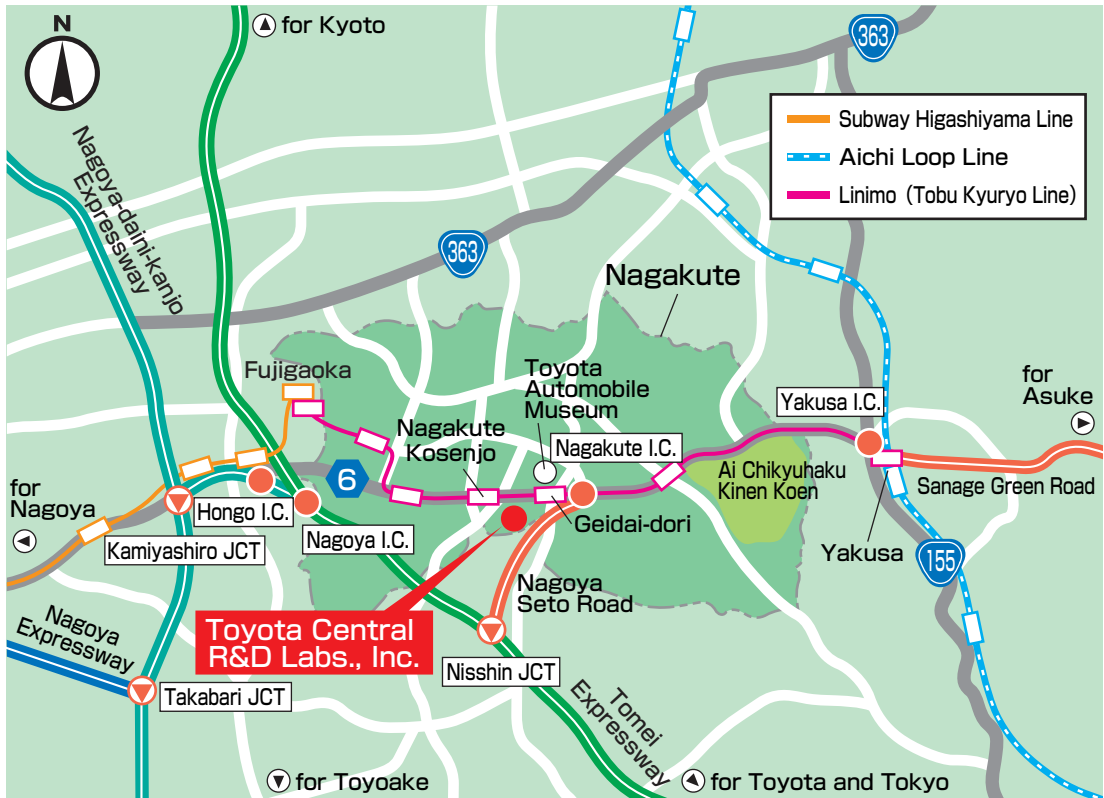 N
for Kyoto
363
Subway Higashiyama Line
Aichi Loop Line
Linimo (Tobu Kyuryo Line)
Nagoya-daini-kanjo
Expressway
363
Nagakute
Fujigaoka
Toyota
Automobile
Museum
for
Asuke
Yakusa I.C.
Nagakute
Kosenjo
Nagakute I.C.
6
Ai Chikyuhaku
Kinen Koen
Sanage Green Road
for
Nagoya
Hongo I.C.
Nagoya I.C.
Geidai-dori
Kamiyashiro JCT
Yakusa
155
Nagoya
Seto Road
Toyota Central
R&D Labs., Inc.
Nagoya
Expressway
Nisshin JCT
Takabari JCT
Tomei
Expressway
for Toyoake
for Toyota and Tokyo